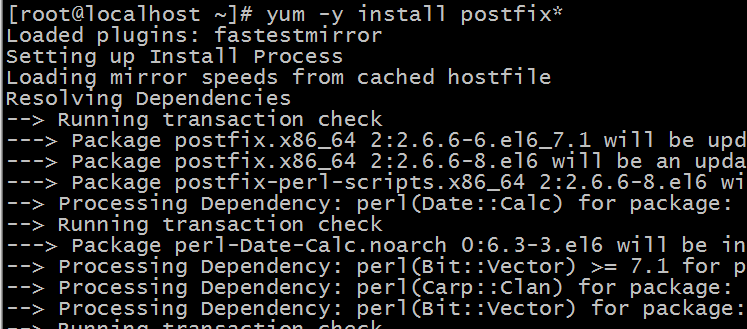 [root@localhost ~]# yum -y install postfix*
Loaded plugins: fastestmirror
Setting up Install Process
Loading mirror speeds from cached hostfile
Resolving Dependencies
--> Running transaction check
---> Package postfix.x86_64 2:2.6.6-6.el6_7.1 will be upd
---> Package postfix.x86_64 2:2.6.6-8.el6 will be an upda
---> Package postfix-perl-scripts.x86_64 2:2.6.6-8.el6 wi
--> Processing Dependency: perl(Date::Calc) for package:
--> Running transaction check
---> Package perl-Date-Calc.noarch 0:6.3-3.el6 will be in
--> Processing Dependency: perl(Bit::Vector) >= 7.1 for p
--> Processing Dependency: perl(Carp::Clan) for package:
--> Processing Dependency: perl(Bit::Vector) for package:
--> Running transaction check